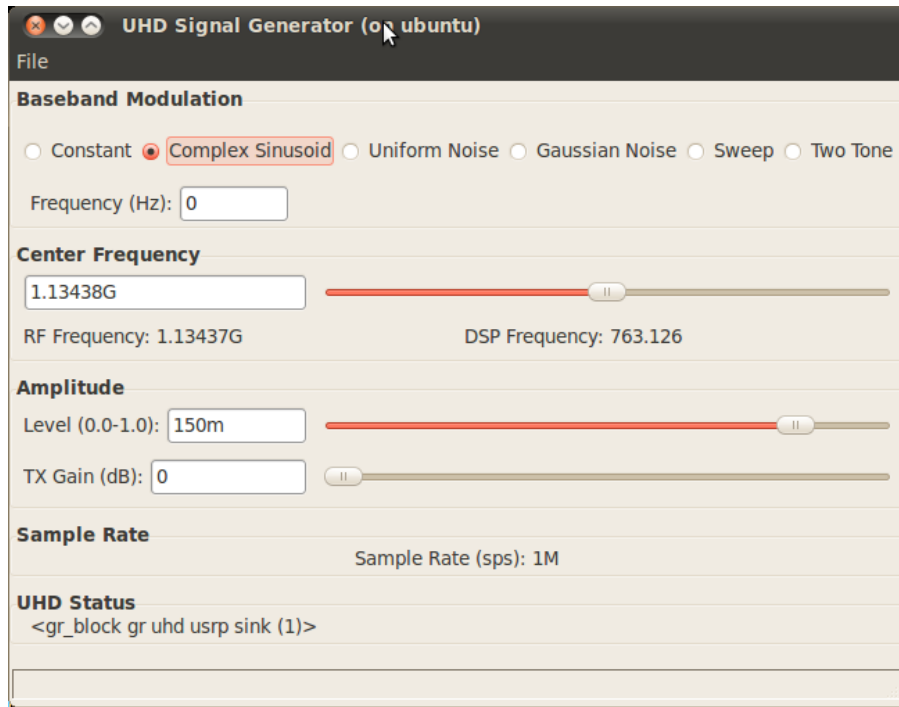 UHD Signal Generator (on ubuntu)
File
Baseband Modulation
Constant Complex Sinusoid Uniform Noise Gaussian Noise Sweep Two Tone
Frequency (Hz): 0
Center Frequency
1.13438G
RF Frequency: 1.13437G DSP Frequency: 763.126
Amplitude
Level (0.0-1.0): 150m
TX Gain (dB): 0
Sample Rate
Sample Rate (sps): 1M
UHD Status
<gr_block gr uhd usrp sink (1)>